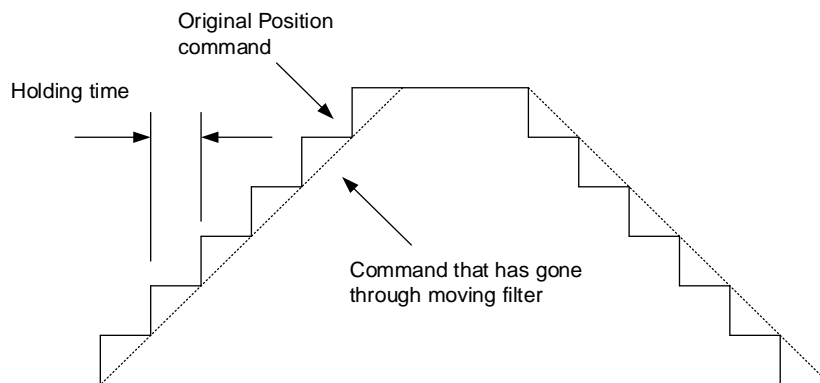 Original Position
command
Holding time
Command that has gone
through moving filter